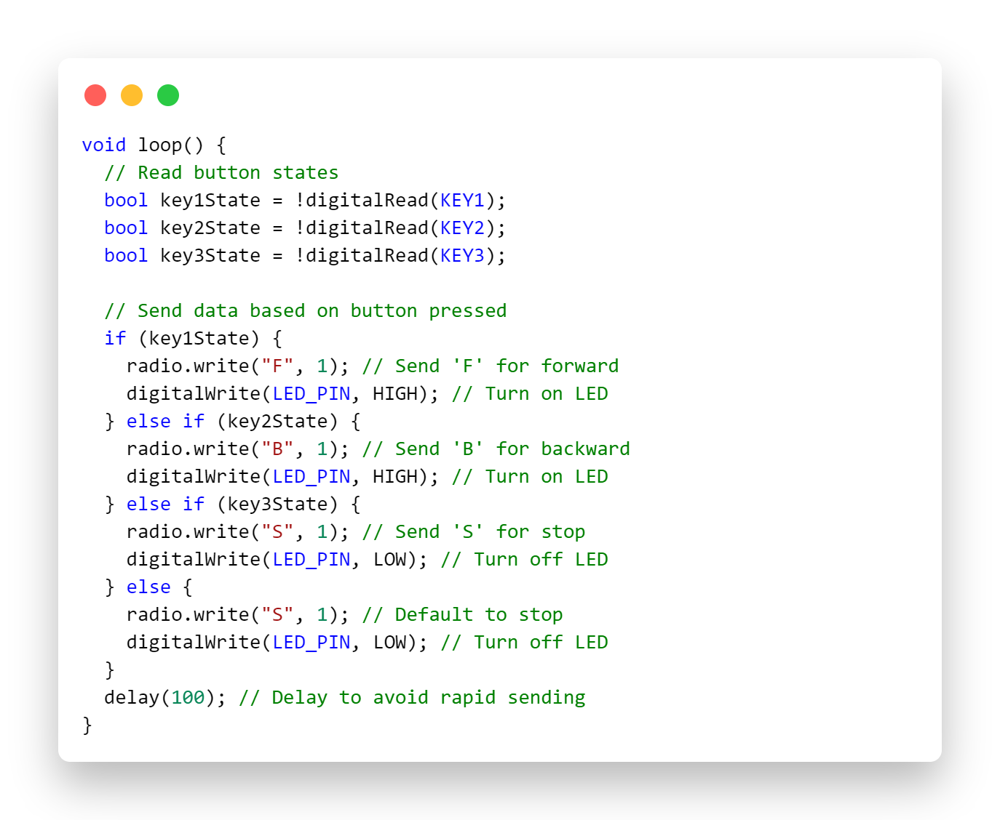 void loop() {
  // Read button states
  bool key1State = !digitalRead(KEY1);
  bool key2State = !digitalRead(KEY2);
  bool key3State = !digitalRead(KEY3);

  // Send data based on button pressed
  if (key1State) {
    radio.write("F", 1); // Send 'F' for forward
    digitalWrite(LED_PIN, HIGH); // Turn on LED
  } else if (key2State) {
    radio.write("B", 1); // Send 'B' for backward
    digitalWrite(LED_PIN, HIGH); // Turn on LED
  } else if (key3State) {
    radio.write("S", 1); // Send 'S' for stop
    digitalWrite(LED_PIN, LOW); // Turn off LED
  } else {
    radio.write("S", 1); // Default to stop
    digitalWrite(LED_PIN, LOW); // Turn off LED
  }
  delay(100); // Delay to avoid rapid sending
}